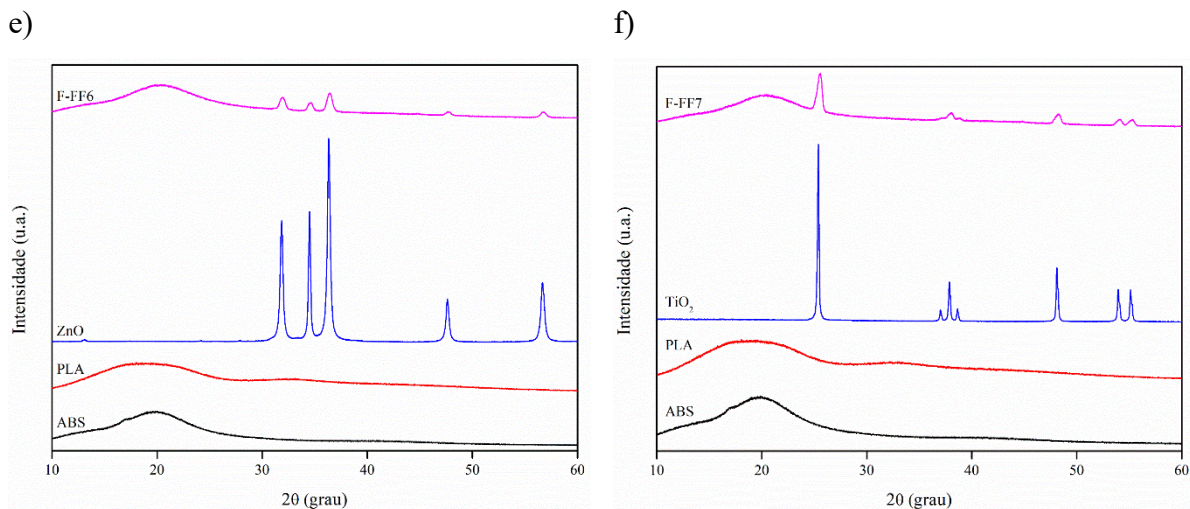 e)
F-FF6
ZnO
PLA
ABS
Intensidade (u.a.)
10 20 30 40 50 60
2θ (grau)
f)
F-FF7
TiO₂
PLA
ABS
Intensidade (u.a.)
10 20 30 40 50 60
2θ (grau)